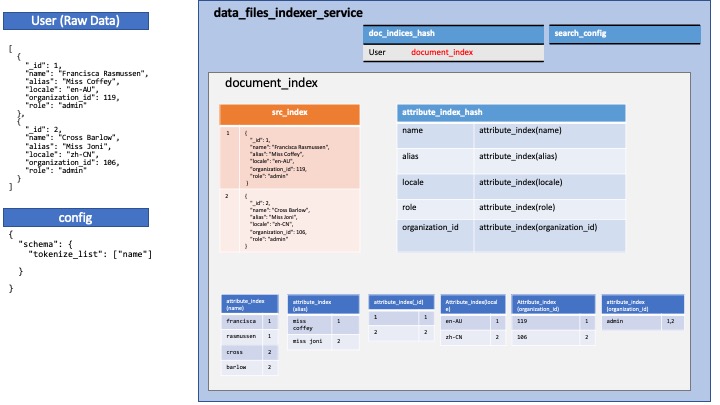 User (Raw Data)
[
{
"_id": 1,
"name": "Francisca Rasmussen",
"alias": "Miss Coffey",
"locale": "en-AU",
"organization_id": 119,
"role": "admin"
},
{
"_id": 2,
"name": "Cross Barlow",
"alias": "Miss Joni",
"locale": "zh-CN",
"organization_id": 106,
"role": "admin"
}
]
config
{
"schema": {
"tokenize_list": ["name"]
}
}
data_files_indexer_service
doc_indices_hash
User document_index
search_config
document_index
src_index
1 {
"_id": 1,
"name": "Francisca Rasmussen",
"alias": "Miss Coffey",
"locale": "en-AU",
"organization_id": 119,
"role": "admin"
}
2 {
"_id": 2,
"name": "Cross Barlow",
"alias": "Miss Joni",
"locale": "zh-CN",
"organization_id": 106,
"role": "admin"
}
attribute_index_hash
name attribute_index(name)
alias attribute_index(alias)
locale attribute_index(locale)
role attribute_index(role)
organization_id attribute_index(organization_id)
attribute_index
(name)
francisca 1
rasmussen 1
cross 2
barlow 2
attribute_index
(alias)
miss 1
coffey
miss joni 2
attribute_index(_id)
1 1
2 2
Attribute_index(local
e)
en-AU 1
zh-CN 2
Attribute_index
(organization_id)
119 1
106 2
attribute_index
(organization_id)
admin 1,2